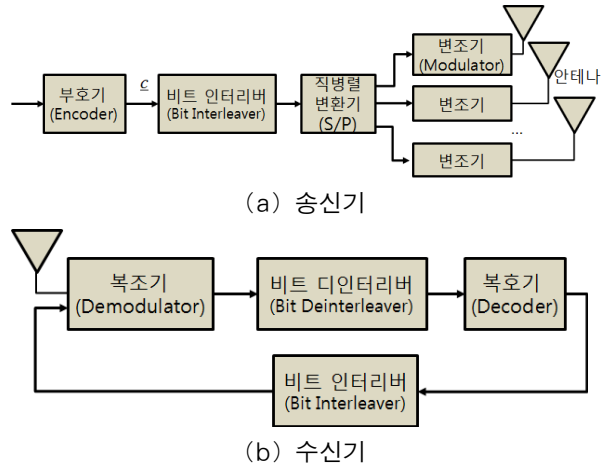 부호기
(Encoder)
c
비트 인터리버
(Bit Interleaver)
직병렬
변환기
(S/P)
변조기
(Modulator)
안테나
변조기
...
변조기
(a) 송신기
복조기
(Demodulator)
비트 디인터리버
(Bit Deinterleaver)
복호기
(Decoder)
비트 인터리버
(Bit Interleaver)
(b) 수신기